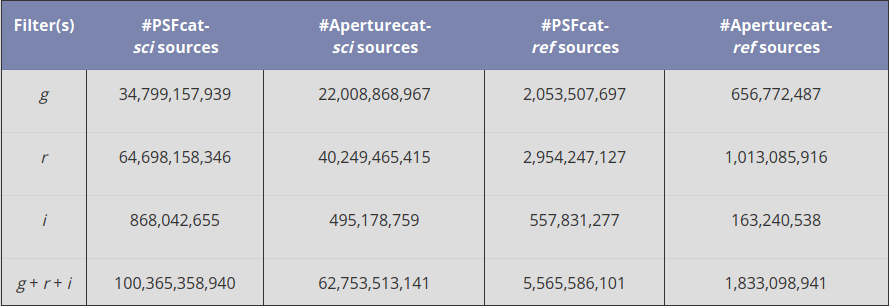 Filter(s) #PSFcat- #Aperturecat- #PSFcat- #Aperturecat-
sci sources sci sources ref sources ref sources
g 34,799,157,939 22,008,868,967 2,053,507,697 656,772,487
r 64,698,158,346 40,249,465,415 2,954,247,127 1,013,085,916
i 868,042,655 495,178,759 557,831,277 163,240,538
g + r + i 100,365,358,940 62,753,513,141 5,565,586,101 1,833,098,941